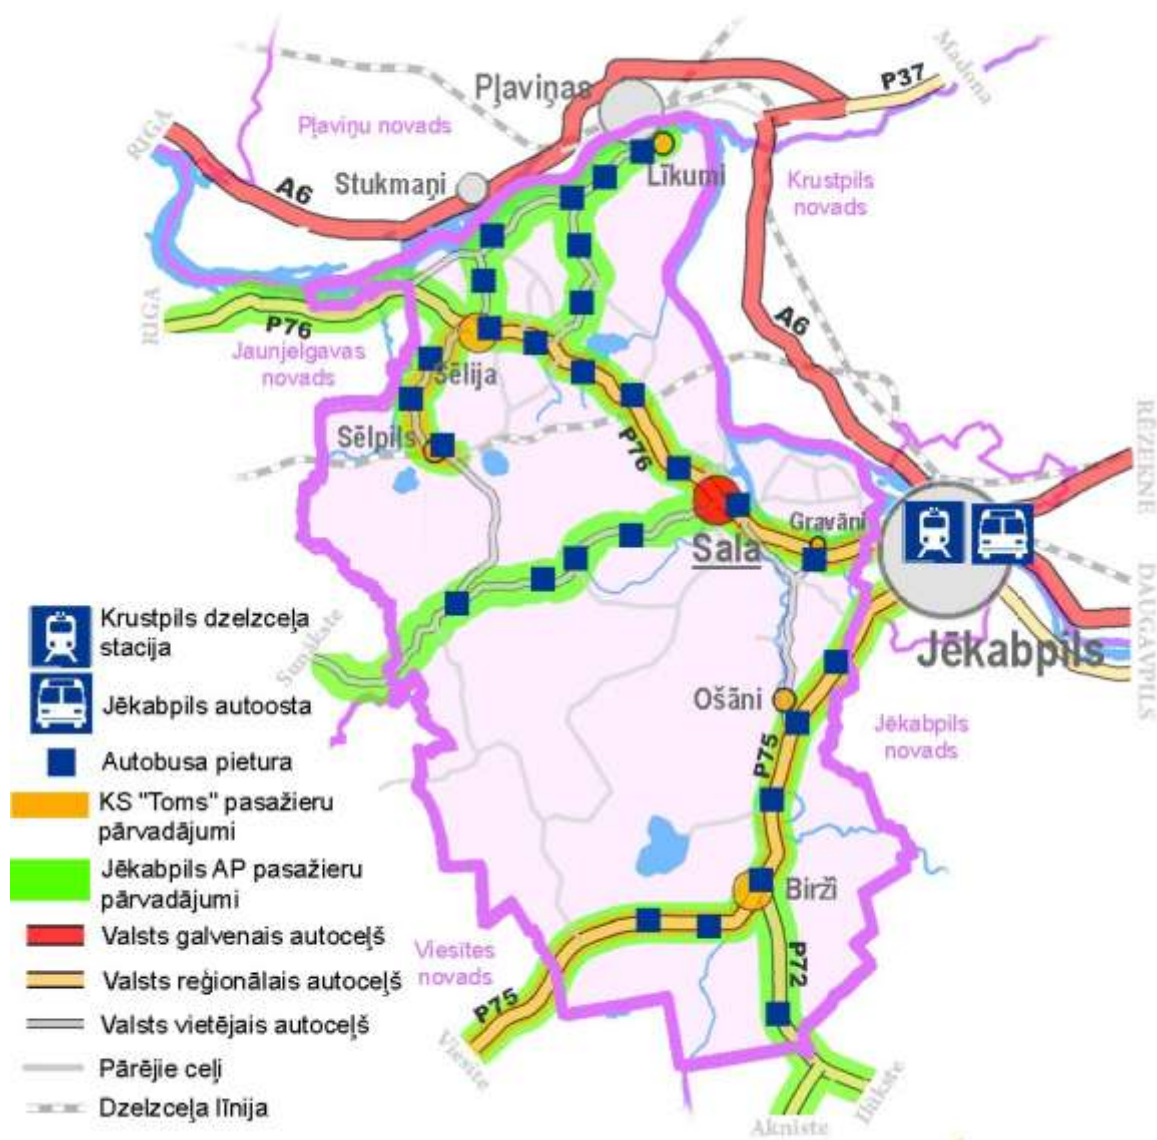 Madona
P37
Pļaviņas
RIGA
Pļaviņu novads
Līkumi
Krustpils
novads
Stukmaņi
A6
RIGA
P76
Jaunjelgavas
novads
Sēlija
A6
Sēlpils
P76
RĒZEKNE
Gravāni
Sala
DAUGAVPILS
Jēkabpils
Sunākste
Krustpils dzelzceļa
stacija
Jēkabpils autoosta
Autobusa pietura
KS "Toms" pasažieru
pārvadājumi
Jēkabpils AP pasažieru
pārvadājumi
Valsts galvenais autoceļš
Valsts reģionālais autoceļš
Valsts vietējais autoceļš
Pārējie ceļi
Dzelzceļa līnija
Ošāni
Jēkabpils
novads
P75
Birži
Viesītes
novads
P72
P75
Viesīte
Ilūkste
Akniste